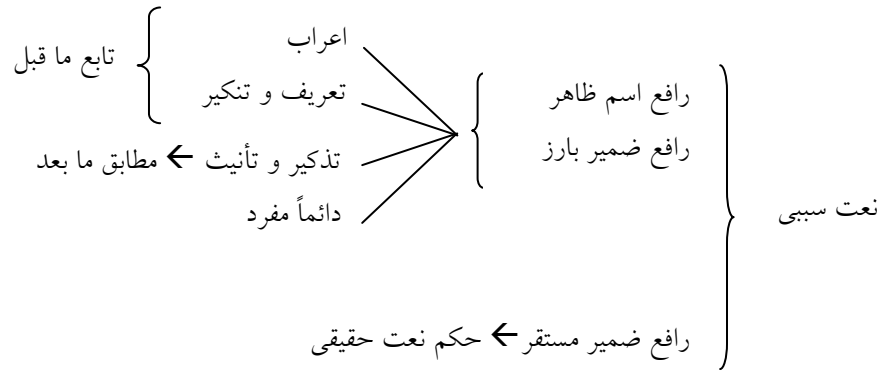 نعت سببی
رافع اسم ظاهر
رافع ضمیر بارز
اعراب
تعریف و تنکیر
تابع ما قبل
تذکیر و تأنیث ← مطابق ما بعد
دائماً مفرد
رافع ضمیر مستقر ← حکم نعت حقیقی